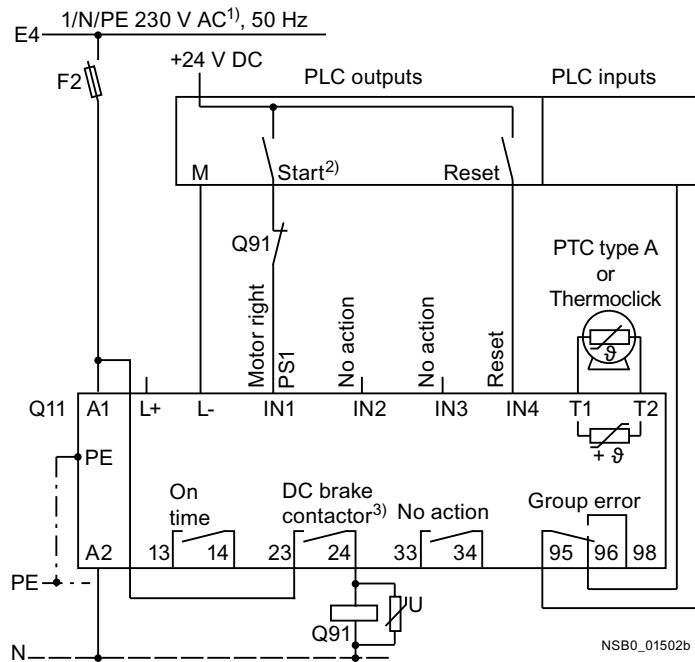 1/N/PE 230 V AC1), 50 Hz
E4
+24 V DC
F2
PLC outputs
PLC inputs
M
Start2)
Reset
Q91
PTC type A
or
Thermoclick
ϑ
Motor right
PS1
No action
No action
Reset
Q11
A1
L+
L-
IN1
IN2
IN3
IN4
T1
T2
+ ϑ
PE
On
time
DC brake
contactor3)
No action
Group error
A2
13
14
23
24
33
34
95
96
98
PE
U
Q91
N
NSB0_01502b